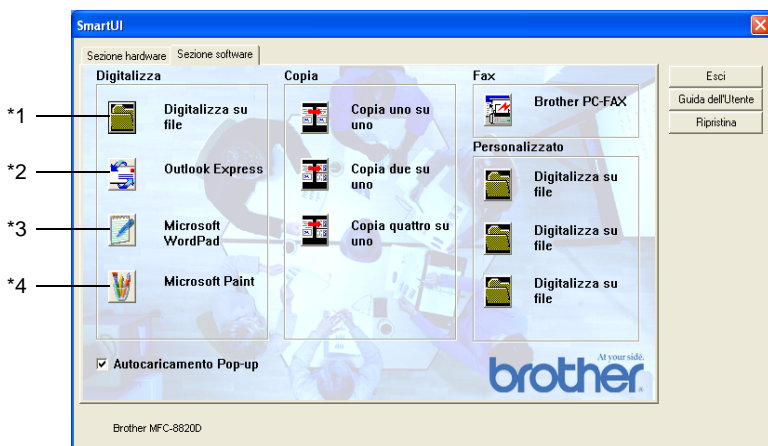 SmartUI
Sezione hardware
Sezione software
Digitalizza
*1
Digitalizza su
file
*2
Outlook Express
*3
Microsoft
WordPad
*4
Microsoft Paint
Copia
Copia uno su
uno
Copia due su
uno
Copia quattro su
uno
Fax
Brother PC-FAX
Personalizzato
Digitalizza su
file
Digitalizza su
file
Digitalizza su
file
Esci
Guida dell'Utente
Ripristina
Autocaricamento Pop-up
At your side.
brother
Brother MFC-8820D